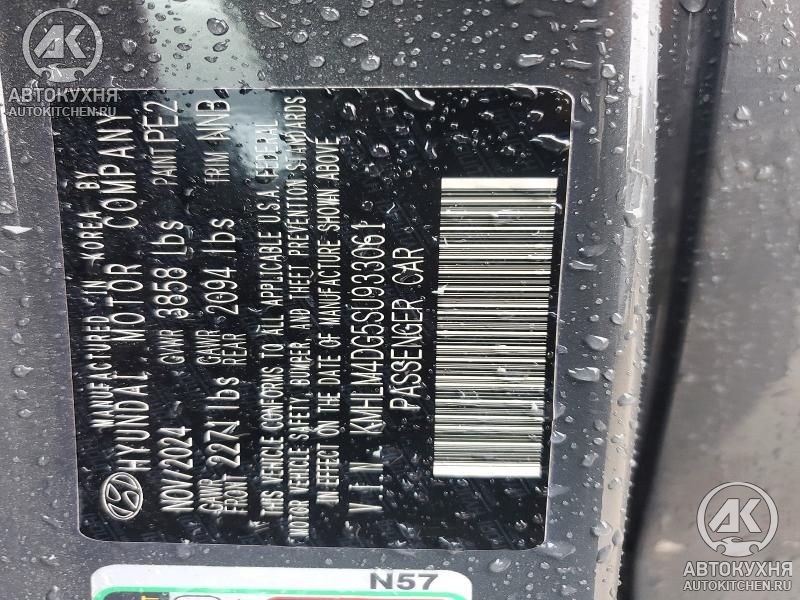 MANUFACTURED IN KOREA BY
HYUNDAI MOTOR COMPANY
NOV/2024 GVWR 3858 lbs PAINT PE2
GAWR FRONT 2271 lbs GAWR REAR 2094 lbs TRIM ANB
THIS VEHICLE CONFORMS TO ALL APPLICABLE U.S.A. FEDERAL
MOTOR VEHICLE SAFETY, BUMPER, AND THEFT PREVENTION STANDARDS
IN EFFECT ON THE DATE OF MANUFACTURE SHOWN ABOVE
V.I.N. KMHLM4DG5SU933061
PASSENGER CAR
N57
АК
АВТОКУХНЯ
AUTOKITCHEN.RU
АК
АВТОКУХНЯ
AUTOKITCHEN.RU